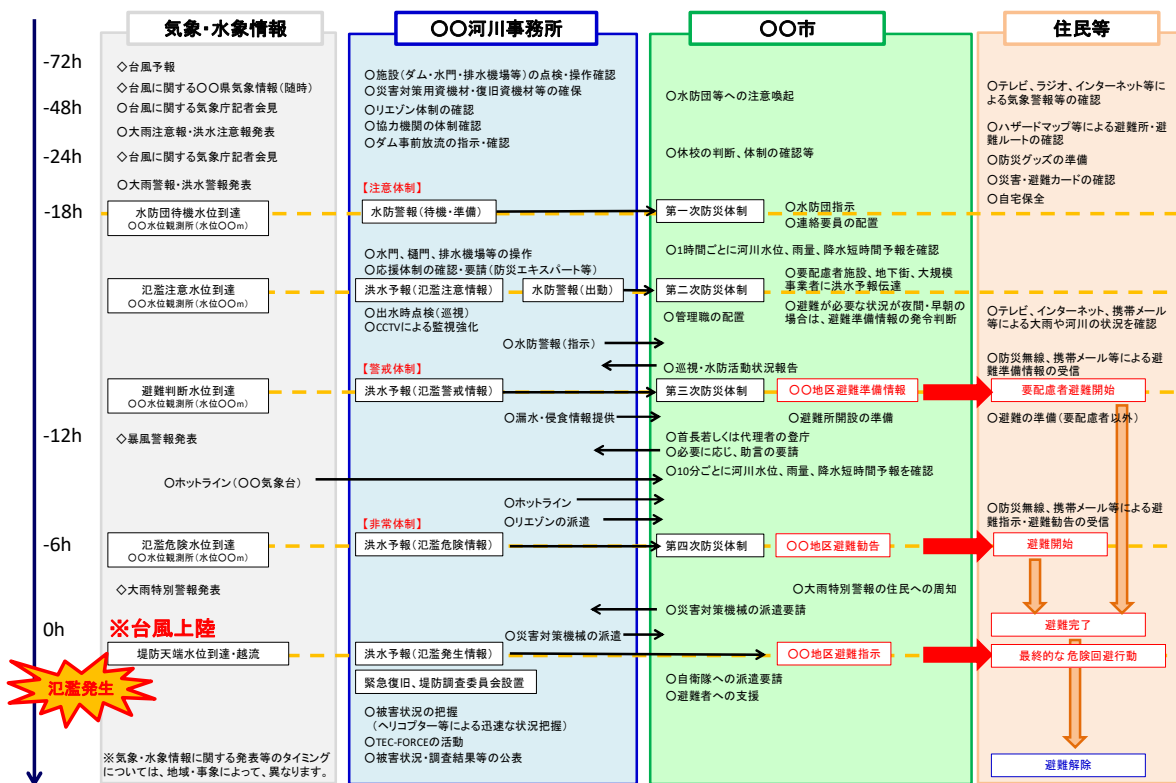 気象・水象情報
〇〇河川事務所
〇〇市
住民等
-72h
-48h
-24h
-18h
-12h
-6h
0h
氾濫発生
◇台風予報
◇台風に関する〇〇県気象情報(随時)
〇台風に関する気象庁記者会見
〇大雨注意報・洪水注意報発表
◇台風に関する気象庁記者会見
〇大雨警報・洪水警報発表
水防団待機水位到達
〇〇水位観測所(水位〇〇m)
氾濫注意水位到達
〇〇水位観測所(水位〇〇m)
避難判断水位到達
〇〇水位観測所(水位〇〇m)
〇暴風警報発表
〇ホットライン(〇〇気象台)
氾濫危険水位到達
〇〇水位観測所(水位〇〇m)
◇大雨特別警報発表
※台風上陸
堤防天端水位到達・越流
※気象・水象情報に関する発表等のタイミング
については、地域・事象によって、異なります。
〇施設(ダム・水門・排水機場等)の点検・操作確認
〇災害対策用資機材・復旧資機材等の確保
〇リエゾン体制の確認
〇協力機関の体制確認
〇ダム事前放流の指示・確認
【注意体制】
水防警報(待機・準備)
〇水門、樋門、排水機場等の操作
〇応援体制の確認・要請(防災エキスパート等)
洪水予報(氾濫注意情報)
水防警報(出動)
〇出水時点検(巡視)
〇CCTVによる監視強化
〇水防警報(指示)
【警戒体制】
洪水予報(氾濫警戒情報)
〇漏水・侵食情報提供
〇ホットライン
〇リエゾンの派遣
【非常体制】
洪水予報(氾濫危険情報)
〇災害対策機械の派遣
洪水予報(氾濫発生情報)
緊急復旧、堤防調査委員会設置
〇被害状況の把握
(ヘリコプター等による迅速な状況把握)
〇TEC-FORCEの活動
〇被害状況・調査結果等の公表
〇水防団等への注意喚起
〇休校の判断、体制の確認等
第一次防災体制
〇水防団指示
〇連絡要員の配置
〇1時間ごとに河川水位、雨量、降水短時間予報を確認
〇要配慮者施設、地下街、大規模
事業者に洪水予報伝達
第二次防災体制
〇管理職の配置
〇避難が必要な状況が夜間・早朝の
場合は、避難準備情報の発令判断
〇巡視・水防活動状況報告
第三次防災体制
〇〇地区避難準備情報
〇避難所開設の準備
〇首長若しくは代理者の登庁
〇必要に応じ、助言の要請
〇10分ごとに河川水位、雨量、降水短時間予報を確認
第四次防災体制
〇〇地区避難勧告
〇大雨特別警報の住民への周知
〇災害対策機械の派遣要請
〇〇地区避難指示
〇自衛隊への派遣要請
〇避難者への支援
〇テレビ、ラジオ、インターネット等に
よる気象警報等の確認
〇ハザードマップ等による避難所・避
難ルートの確認
〇防災グッズの準備
〇災害・避難カードの確認
〇自宅保全
〇テレビ、インターネット、携帯メール
等による大雨や河川の状況を確認
〇防災無線、携帯メール等による避
難準備情報の受信
要配慮者避難開始
〇避難の準備(要配慮者以外)
〇防災無線、携帯メール等による避
難指示・避難勧告の受信
避難開始
避難完了
最終的な危険回避行動
避難解除